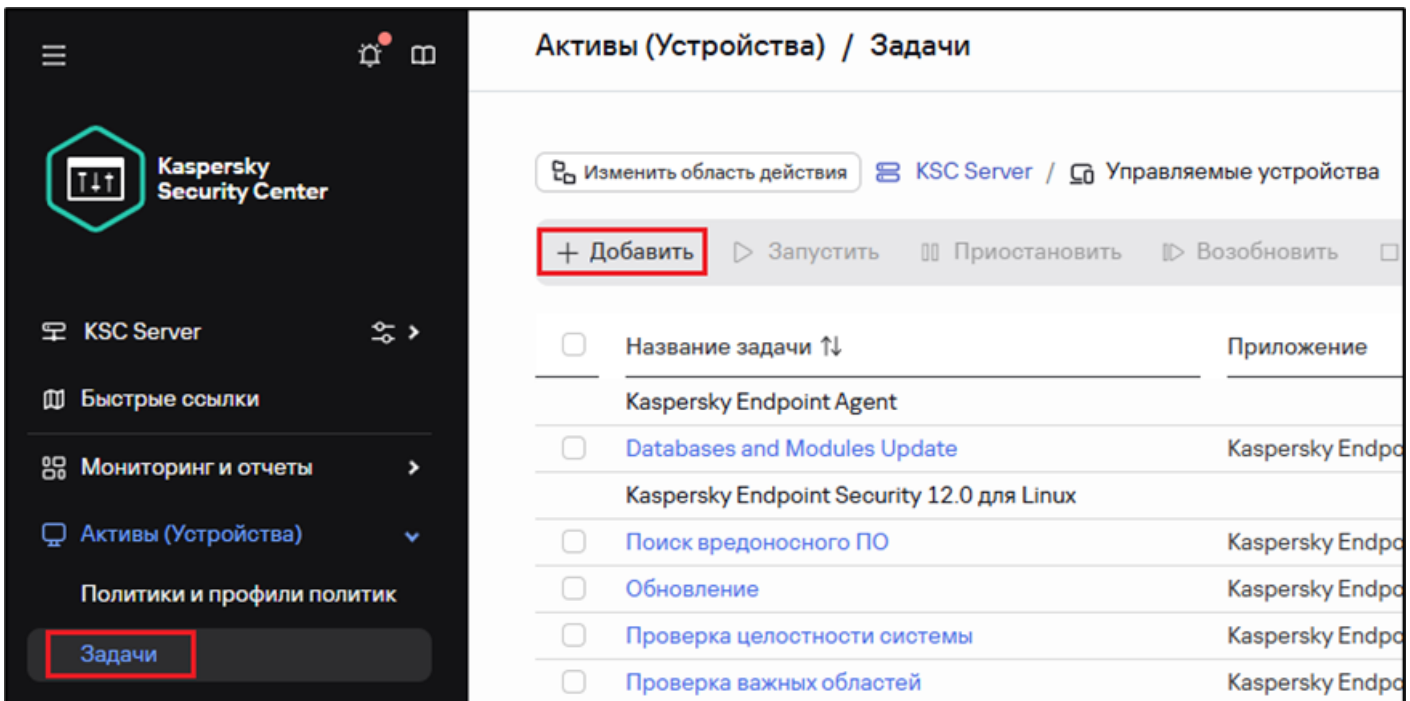 Активы (Устройства) / Задачи
Kaspersky
Security Center
Изменить область действия KSC Server / Управляемые устройства
+ Добавить Запустить Приостановить Возобновить
KSC Server
Быстрые ссылки
Мониторинг и отчеты
Активы (Устройства)
Политики и профили политик
Задачи
Название задачи Приложение
Kaspersky Endpoint Agent
Databases and Modules Update Kaspersky Endpo
Kaspersky Endpoint Security 12.0 для Linux
Поиск вредоносного ПО Kaspersky Endpo
Обновление Kaspersky Endpo
Проверка целостности системы Kaspersky Endpo
Проверка важных областей Kaspersky Endpo